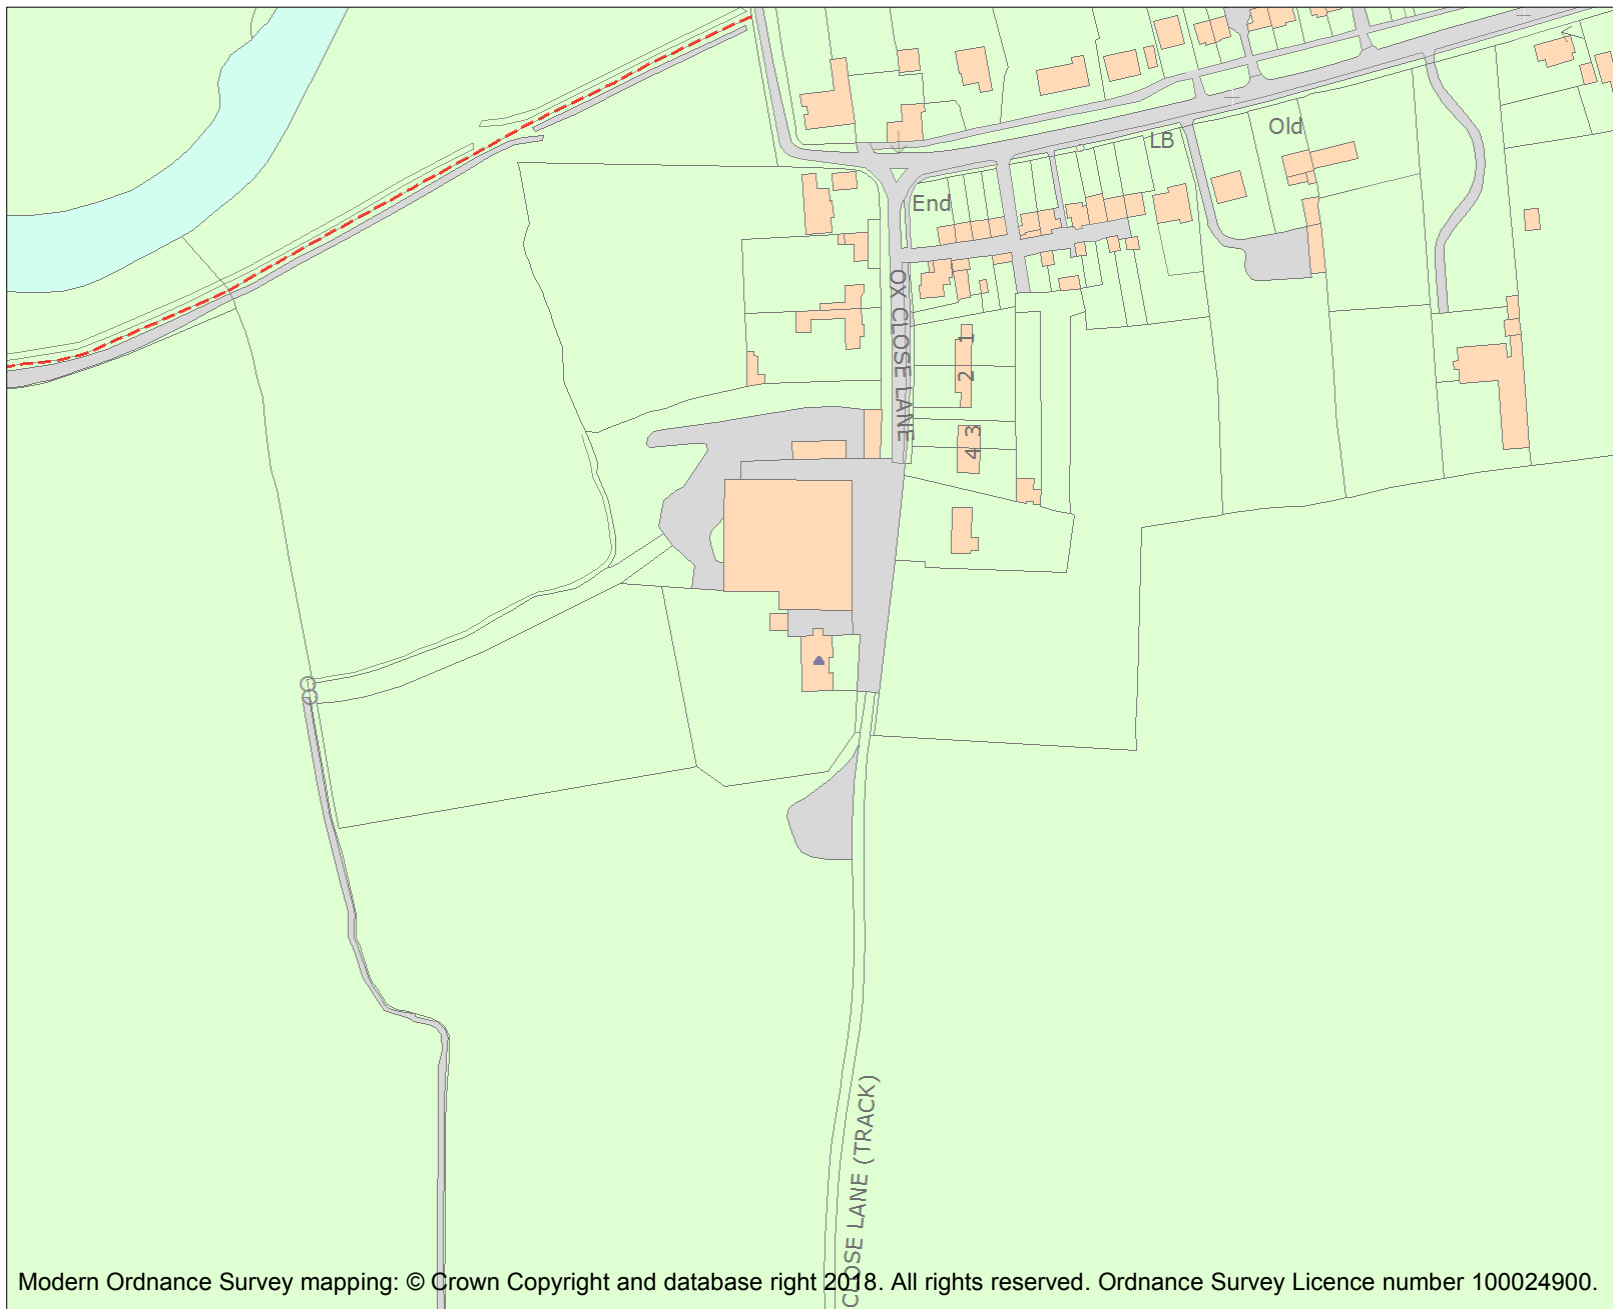 Old
LB
End
OX CLOSE LANE
1
2
3
4
CLOSE LANE (TRACK)
Modern Ordnance Survey mapping: © Crown Copyright and database right 2018. All rights reserved. Ordnance Survey Licence number 100024900.